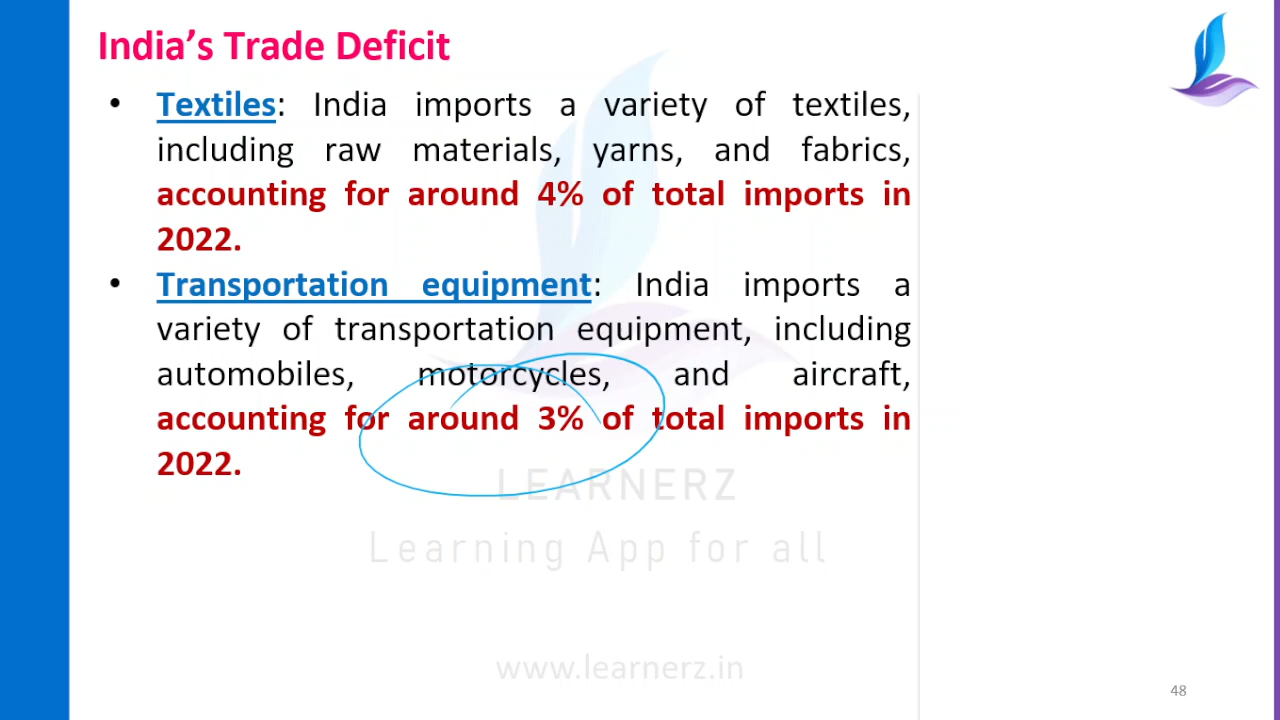 India’s Trade Deficit
• Textiles: India imports a variety of textiles,
including raw materials, yarns, and fabrics,
accounting for around 4% of total imports in
2022.
• Transportation equipment: India imports a
variety of transportation equipment, including
automobiles, motorcycles, and aircraft,
accounting for around 3% of total imports in
2022.
LEARNERZ
Learning App for all
www.learnerz.in
48